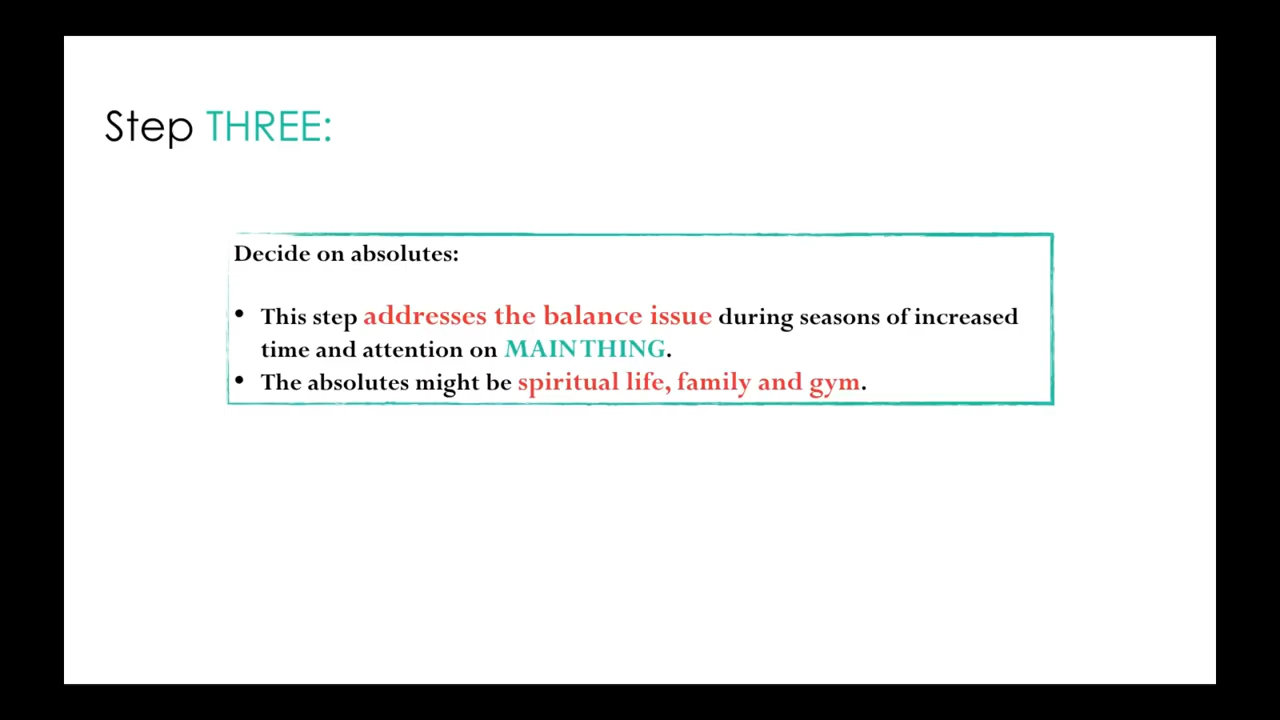 Step THREE:
Decide on absolutes:
• This step addresses the balance issue during seasons of increased
time and attention on MAIN THING.
• The absolutes might be spiritual life, family and gym.